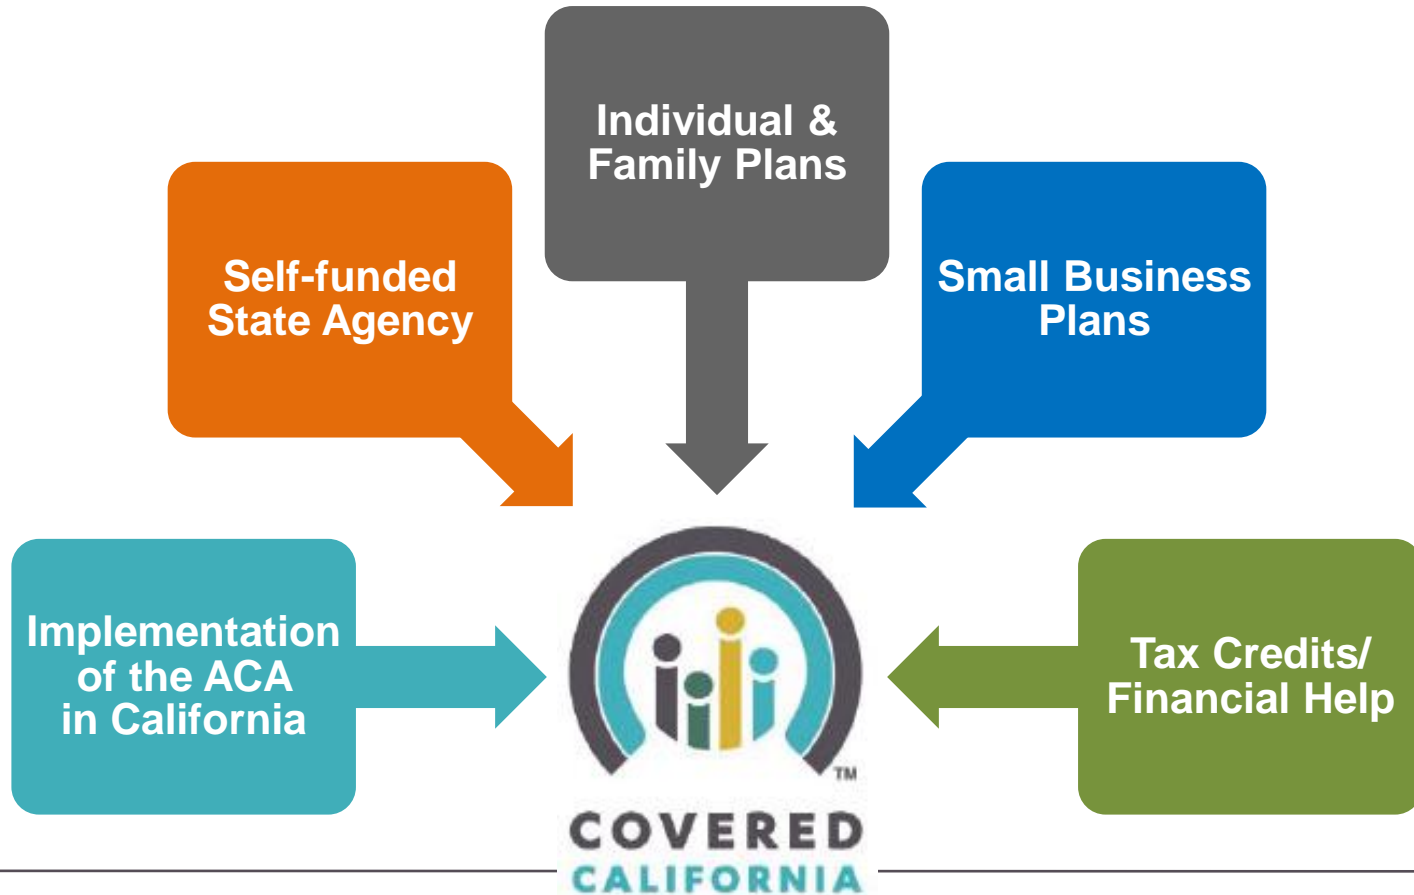 Individual &
Family Plans
Self-funded
State Agency
Small Business
Plans
Implementation
of the ACA
in California
Tax Credits/
Financial Help
TM
COVERED
CALIFORNIA